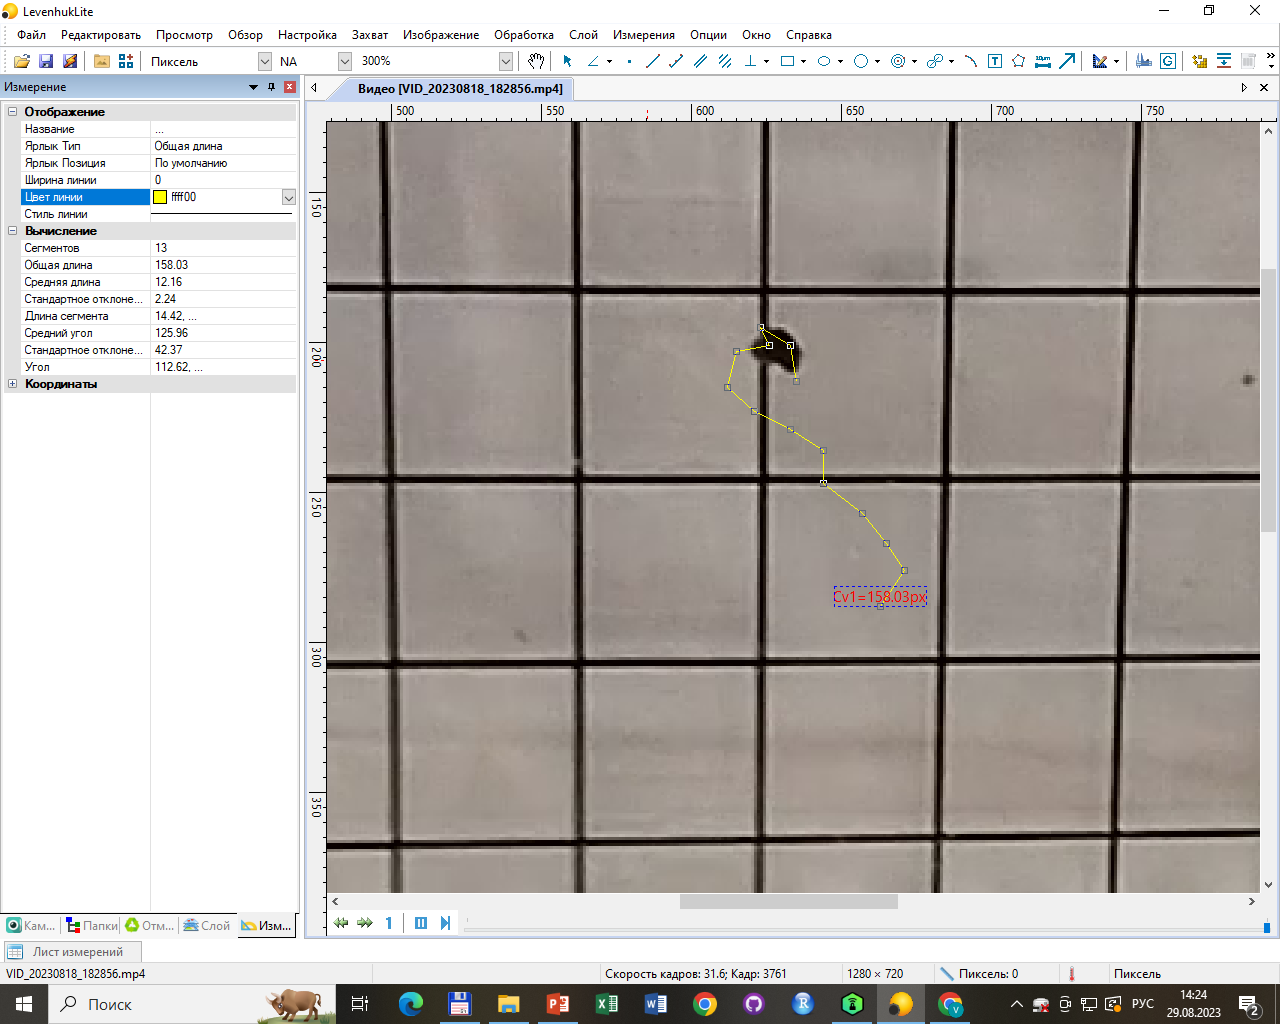 LevenhukLite
Файл Редактировать Просмотр Обзор Настройка Захват Изображение Обработка Слой Измерения Опции Окно Справка
Пиксель NA 300%
Измерение
Видео [VID_20230818_182856.mp4]
500 550 600 650 700 750
Отображение
Название ...
Ярлык Тип Общая длина
Ярлык Позиция По умолчанию
Ширина линии 0
Цвет линии ffff00
Стиль линии
Вычисление
Сегментов 13
Общая длина 158.03
Средняя длина 12.16
Стандартное отклоне... 2.24
Длина сегмента 14.42, ...
Средний угол 125.96
Стандартное отклоне... 42.37
Угол 112.62, ...
Координаты
150
200
250
300
350
Cv1=158.03px
1
Кам... Папки Отм... Слой Изм...
Лист измерений
VID_20230818_182856.mp4 Скорость кадров: 31.6; Кадр: 3761 1280 × 720 Пиксель: 0 Пиксель
Поиск
РУС
14:24
29.08.2023
2